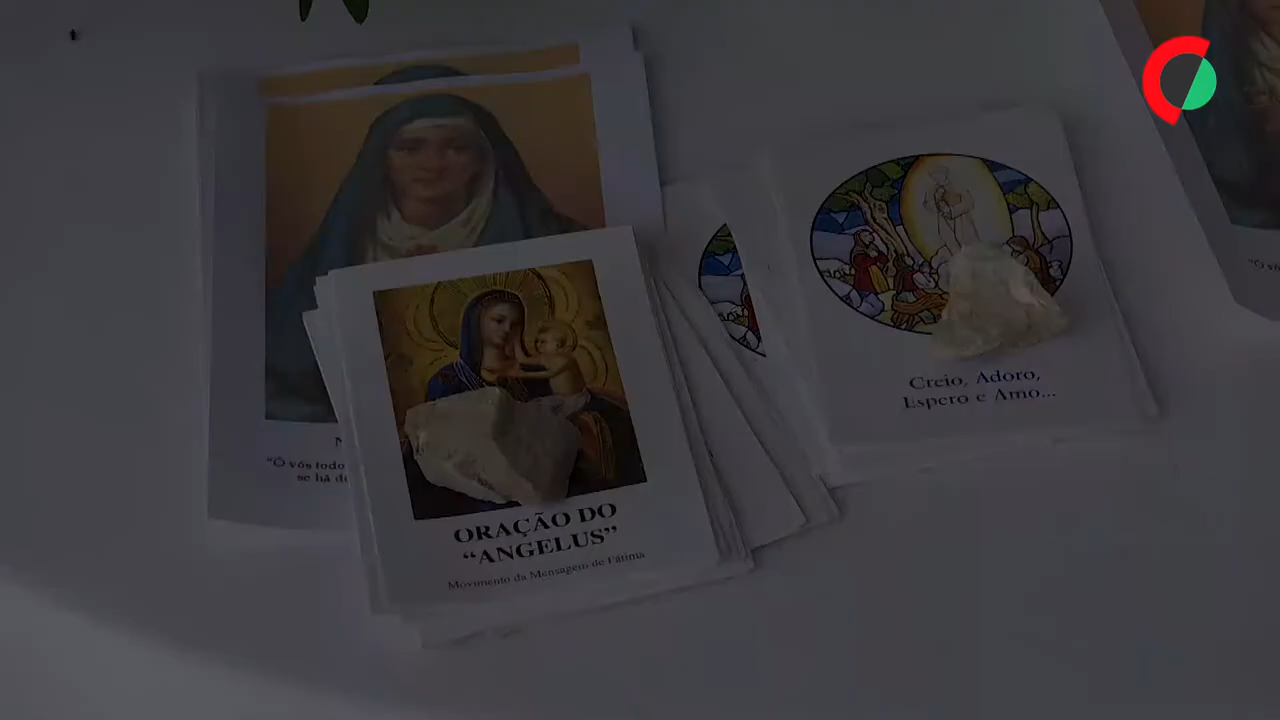 "Ó vós todo
se há d
ORAÇÃO DO
“ANGELUS”
Movimento da Mensagem de Fátima
Creio, Adoro,
Espero e Amo...
"Ó v